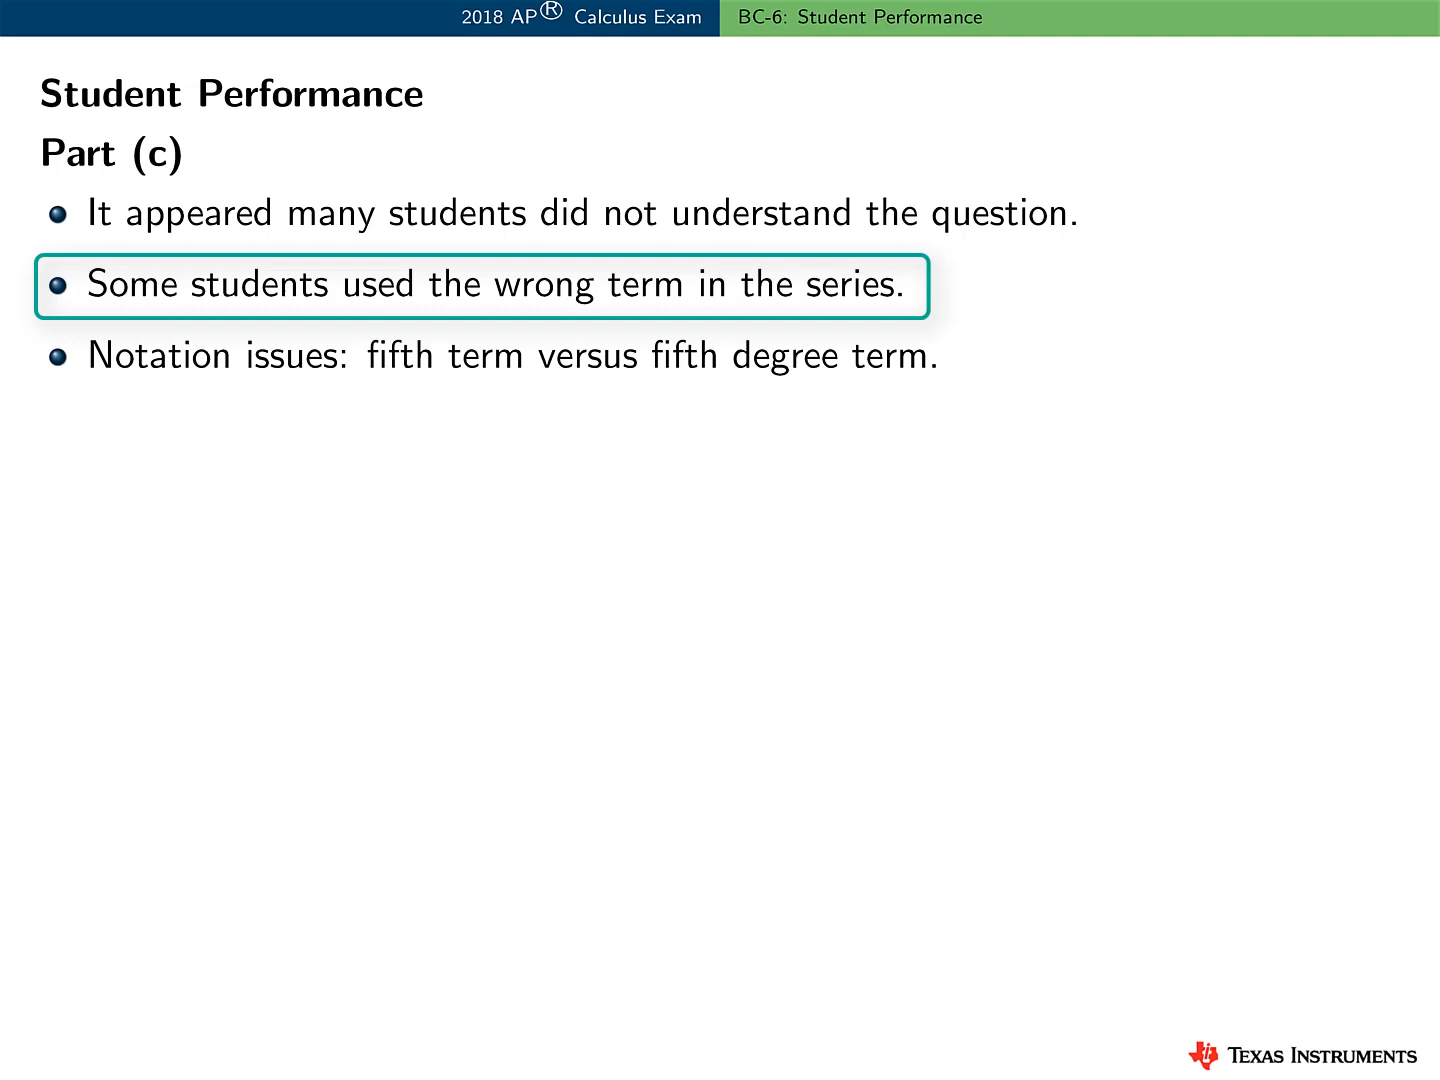 2018 AP® Calculus Exam
BC-6: Student Performance
Student Performance
Part (c)
It appeared many students did not understand the question.
Some students used the wrong term in the series.
Notation issues: fifth term versus fifth degree term.
TEXAS INSTRUMENTS